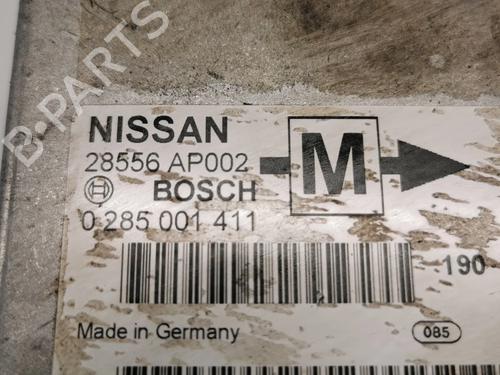 B-PARTS
NISSAN
28556 AP002
M
BOSCH
0 285 001 411
190
Made in Germany
085